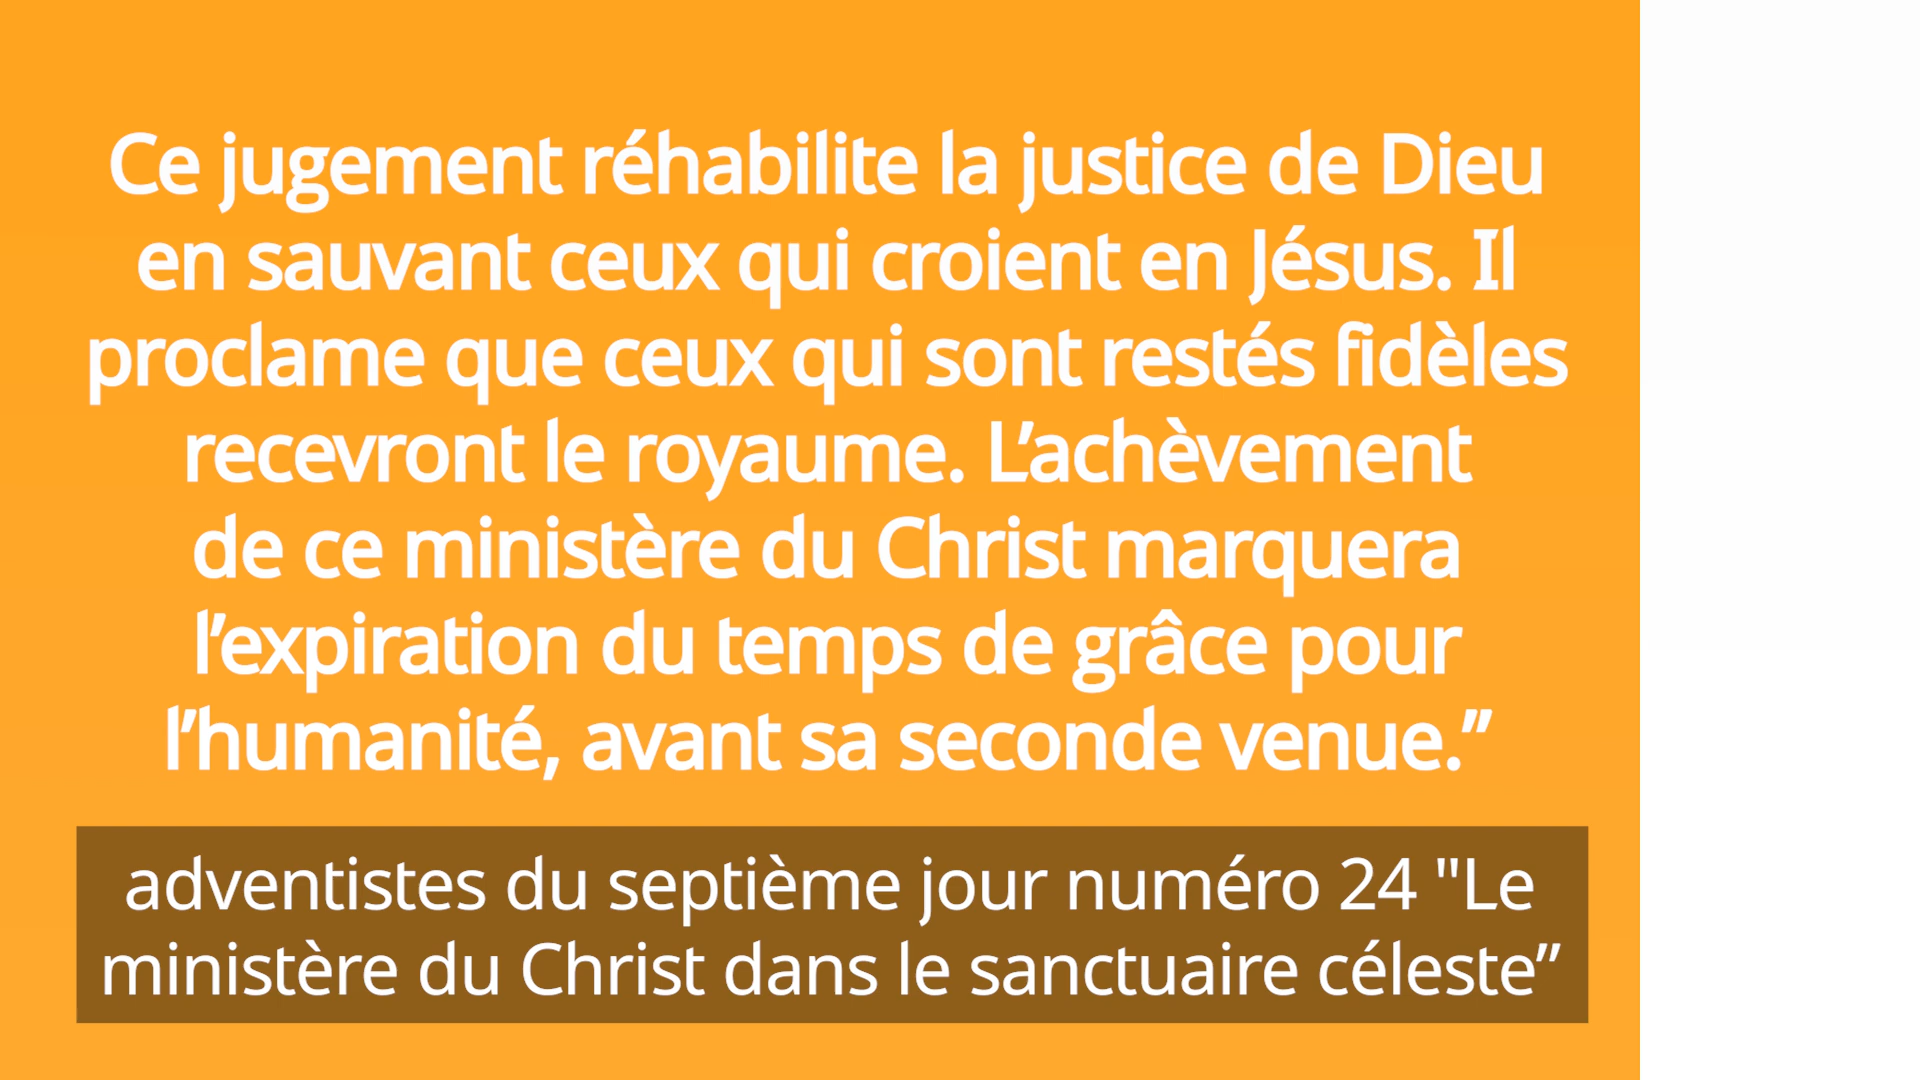 Ce jugement réhabilite la justice de Dieu
en sauvant ceux qui croient en Jésus. Il
proclame que ceux qui sont restés fidèles
recevront le royaume. L’achèvement
de ce ministère du Christ marquera
l’expiration du temps de grâce pour
l’humanité, avant sa seconde venue.”
adventistes du septième jour numéro 24 "Le
ministère du Christ dans le sanctuaire céleste”